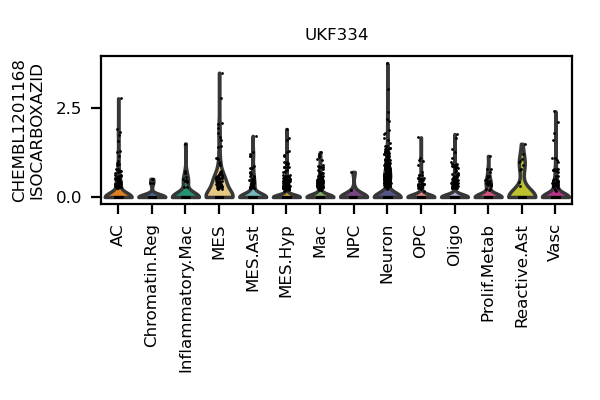 UKF334
CHEMBL1201168
ISOCARBOXAZID
2.5
0.0
AC
Chromatin.Reg
Inflammatory.Mac
MES
MES.Ast
MES.Hyp
Mac
NPC
Neuron
OPC
Oligo
Prolif.Metab
Reactive.Ast
Vasc